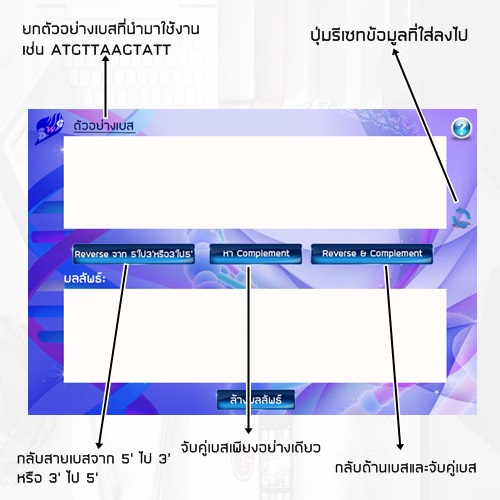 ยกตัวอย่างเบสที่นำมาใช้งาน
เช่น ATGTTAAGTATT
ปุ่มรีเซทข้อมูลที่ใส่ลงไป
ตัวอย่างเบส
?
Reverse จาก 5'ไป3'หรือ3'ไป5'
หา Complement
Reverse & Complement
ผลลัพธ์:
ล้างผลลัพธ์
กลับสายเบสจาก 5' ไป 3'
หรือ 3' ไป 5'
จับคู่เบสเพียงอย่างเดียว
กลับด้านเบสและจับคู่เบส